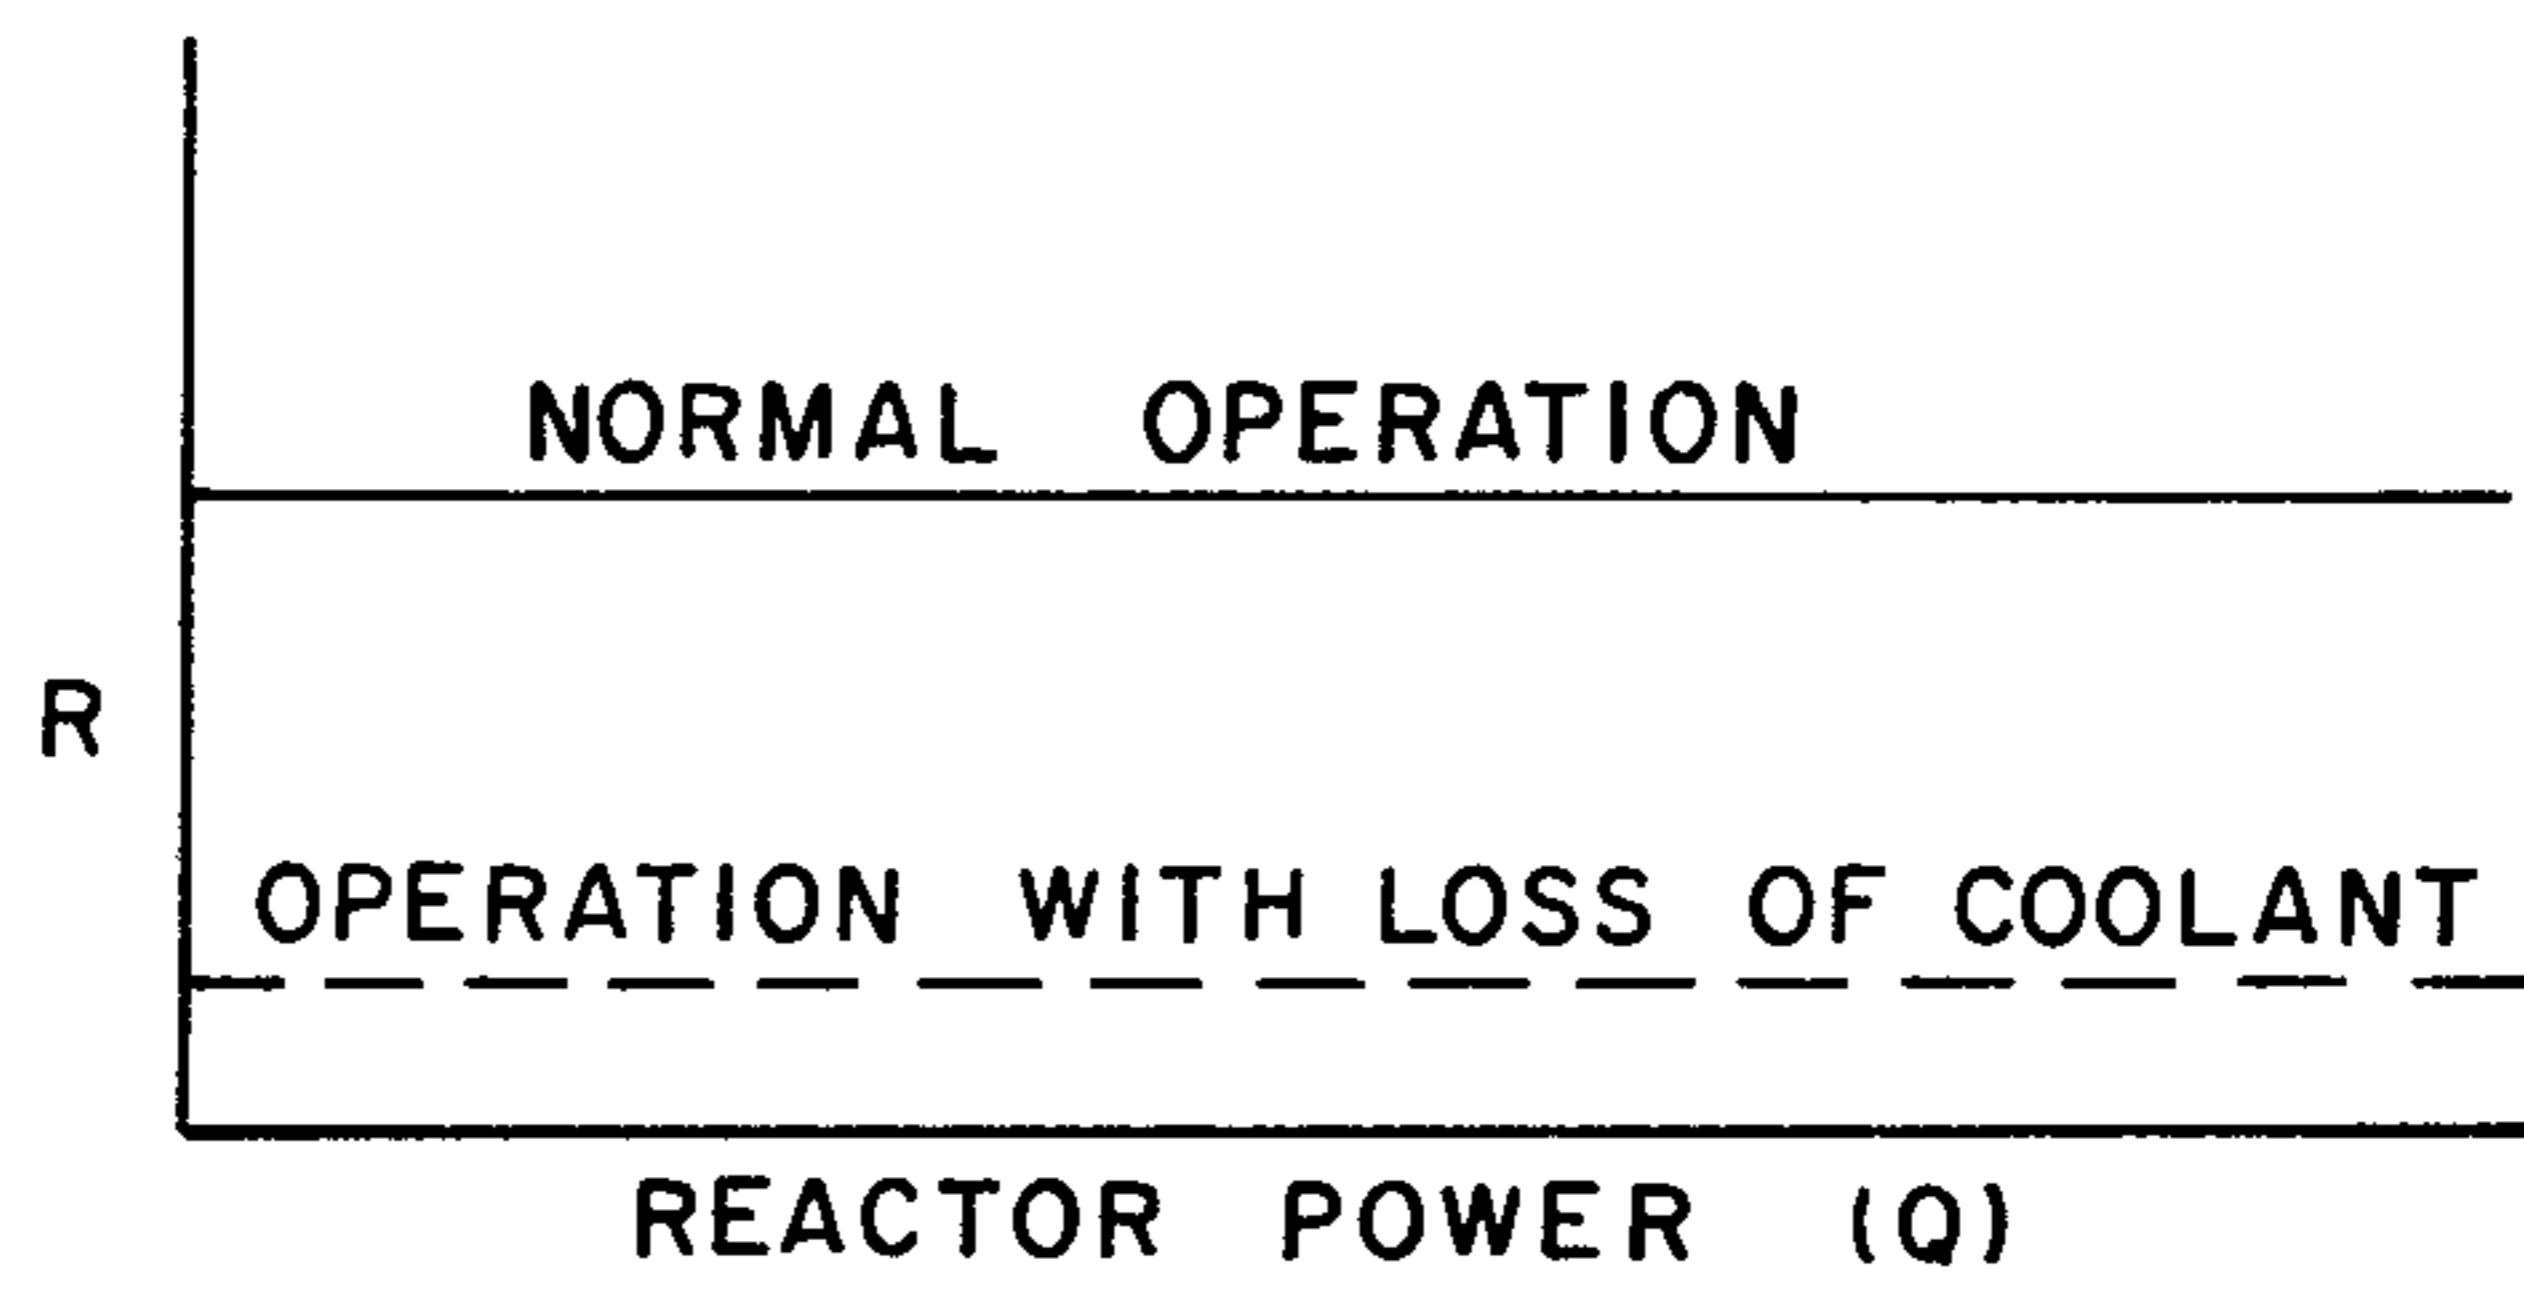 NORMAL OPERATION
R
OPERATION WITH LOSS OF COOLANT
REACTOR POWER (Q)